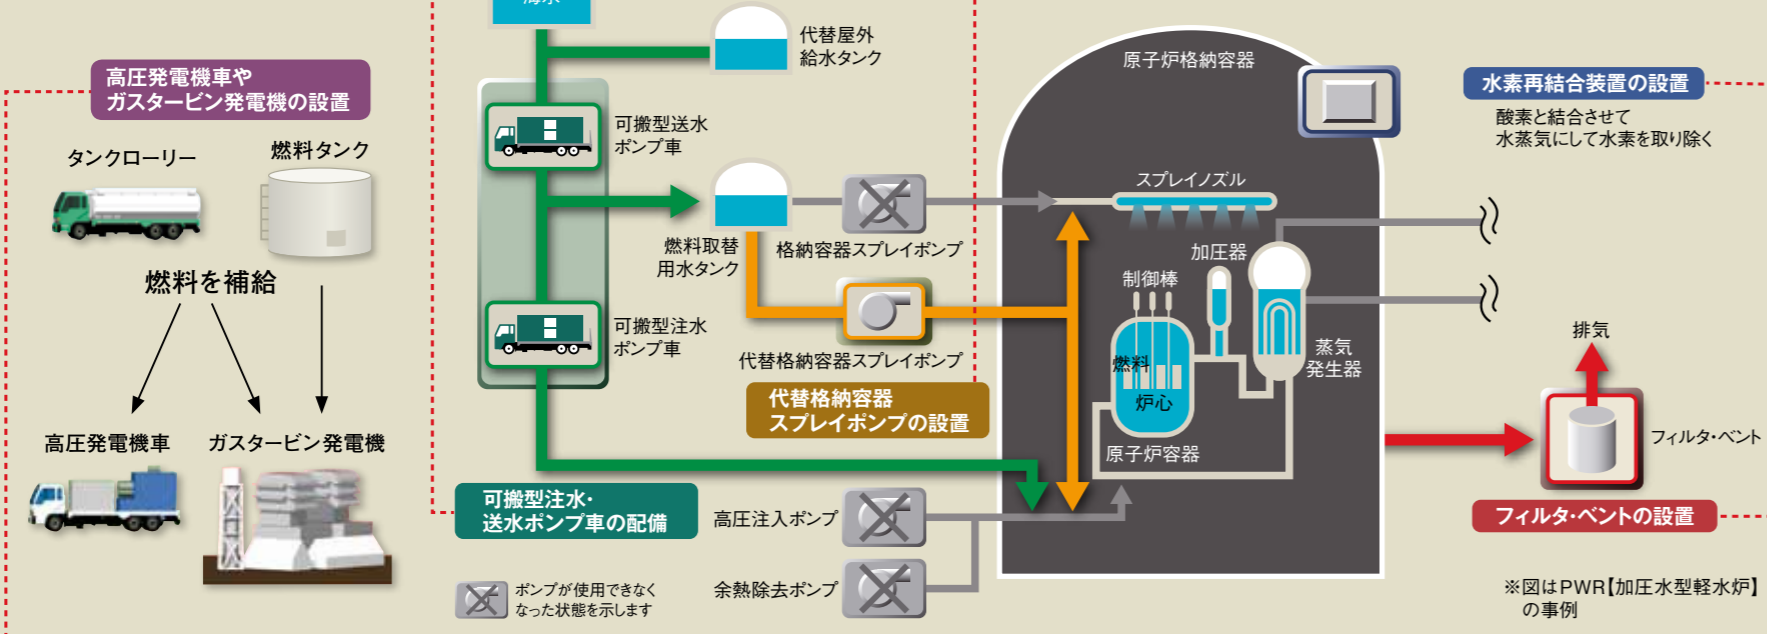 海水
代替屋外
給水タンク
高圧発電機車や
ガスタービン発電機の設置
タンクローリー
燃料タンク
燃料を補給
高圧発電機車
ガスタービン発電機
可搬型送水
ポンプ車
燃料取替
用水タンク
格納容器スプレイポンプ
可搬型注水
ポンプ車
代替格納容器スプレイポンプ
代替格納容器
スプレイポンプの設置
可搬型注水・
送水ポンプ車の配備
高圧注入ポンプ
余熱除去ポンプ
ポンプが使用できなく
なった状態を示します
原子炉格納容器
スプレイノズル
加圧器
制御棒
燃料
炉心
原子炉容器
蒸気
発生器
水素再結合装置の設置
酸素と結合させて
水蒸気にして水素を取り除く
排気
フィルタ・ベント
フィルタ・ベントの設置
※図はPWR【加圧水型軽水炉】
の事例